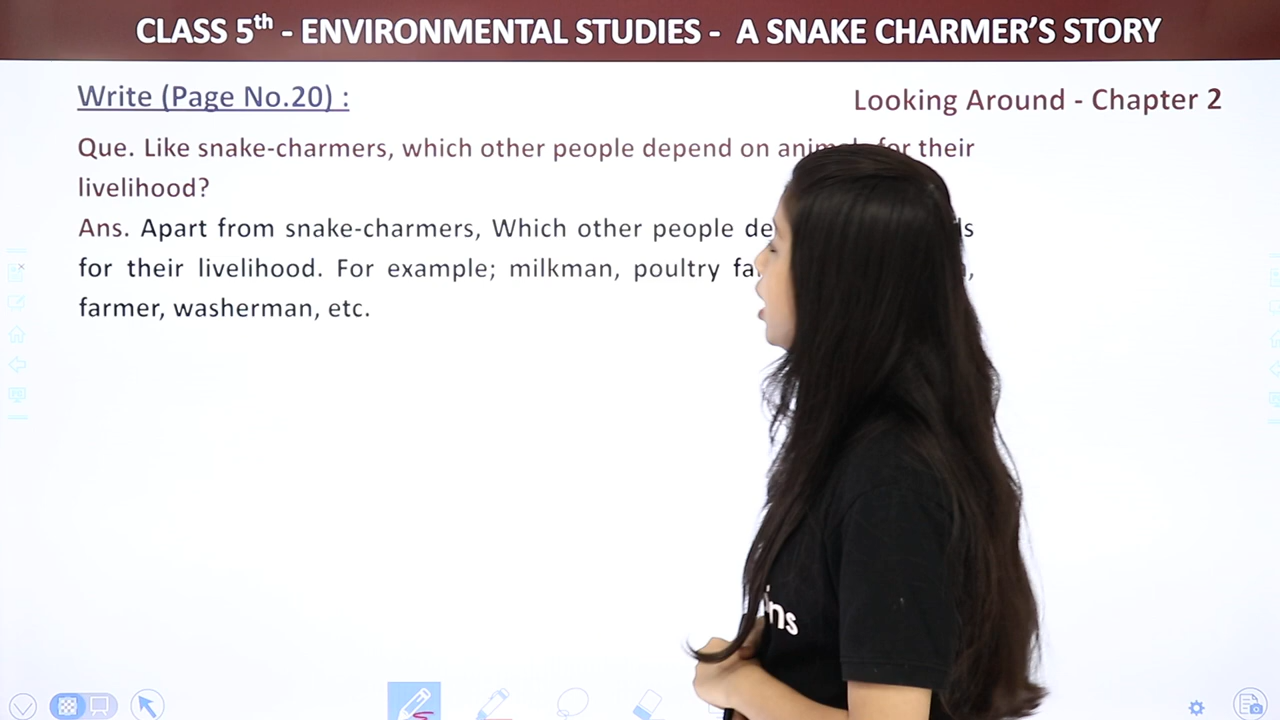 CLASS 5th - ENVIRONMENTAL STUDIES - A SNAKE CHARMER'S STORY
Write (Page No.20) :
Looking Around - Chapter 2
Que. Like snake-charmers, which other people depend on for their
livelihood?
Ans. Apart from snake-charmers, Which other people
for their livelihood. For example; milkman, poultry
farmer, washerman, etc.